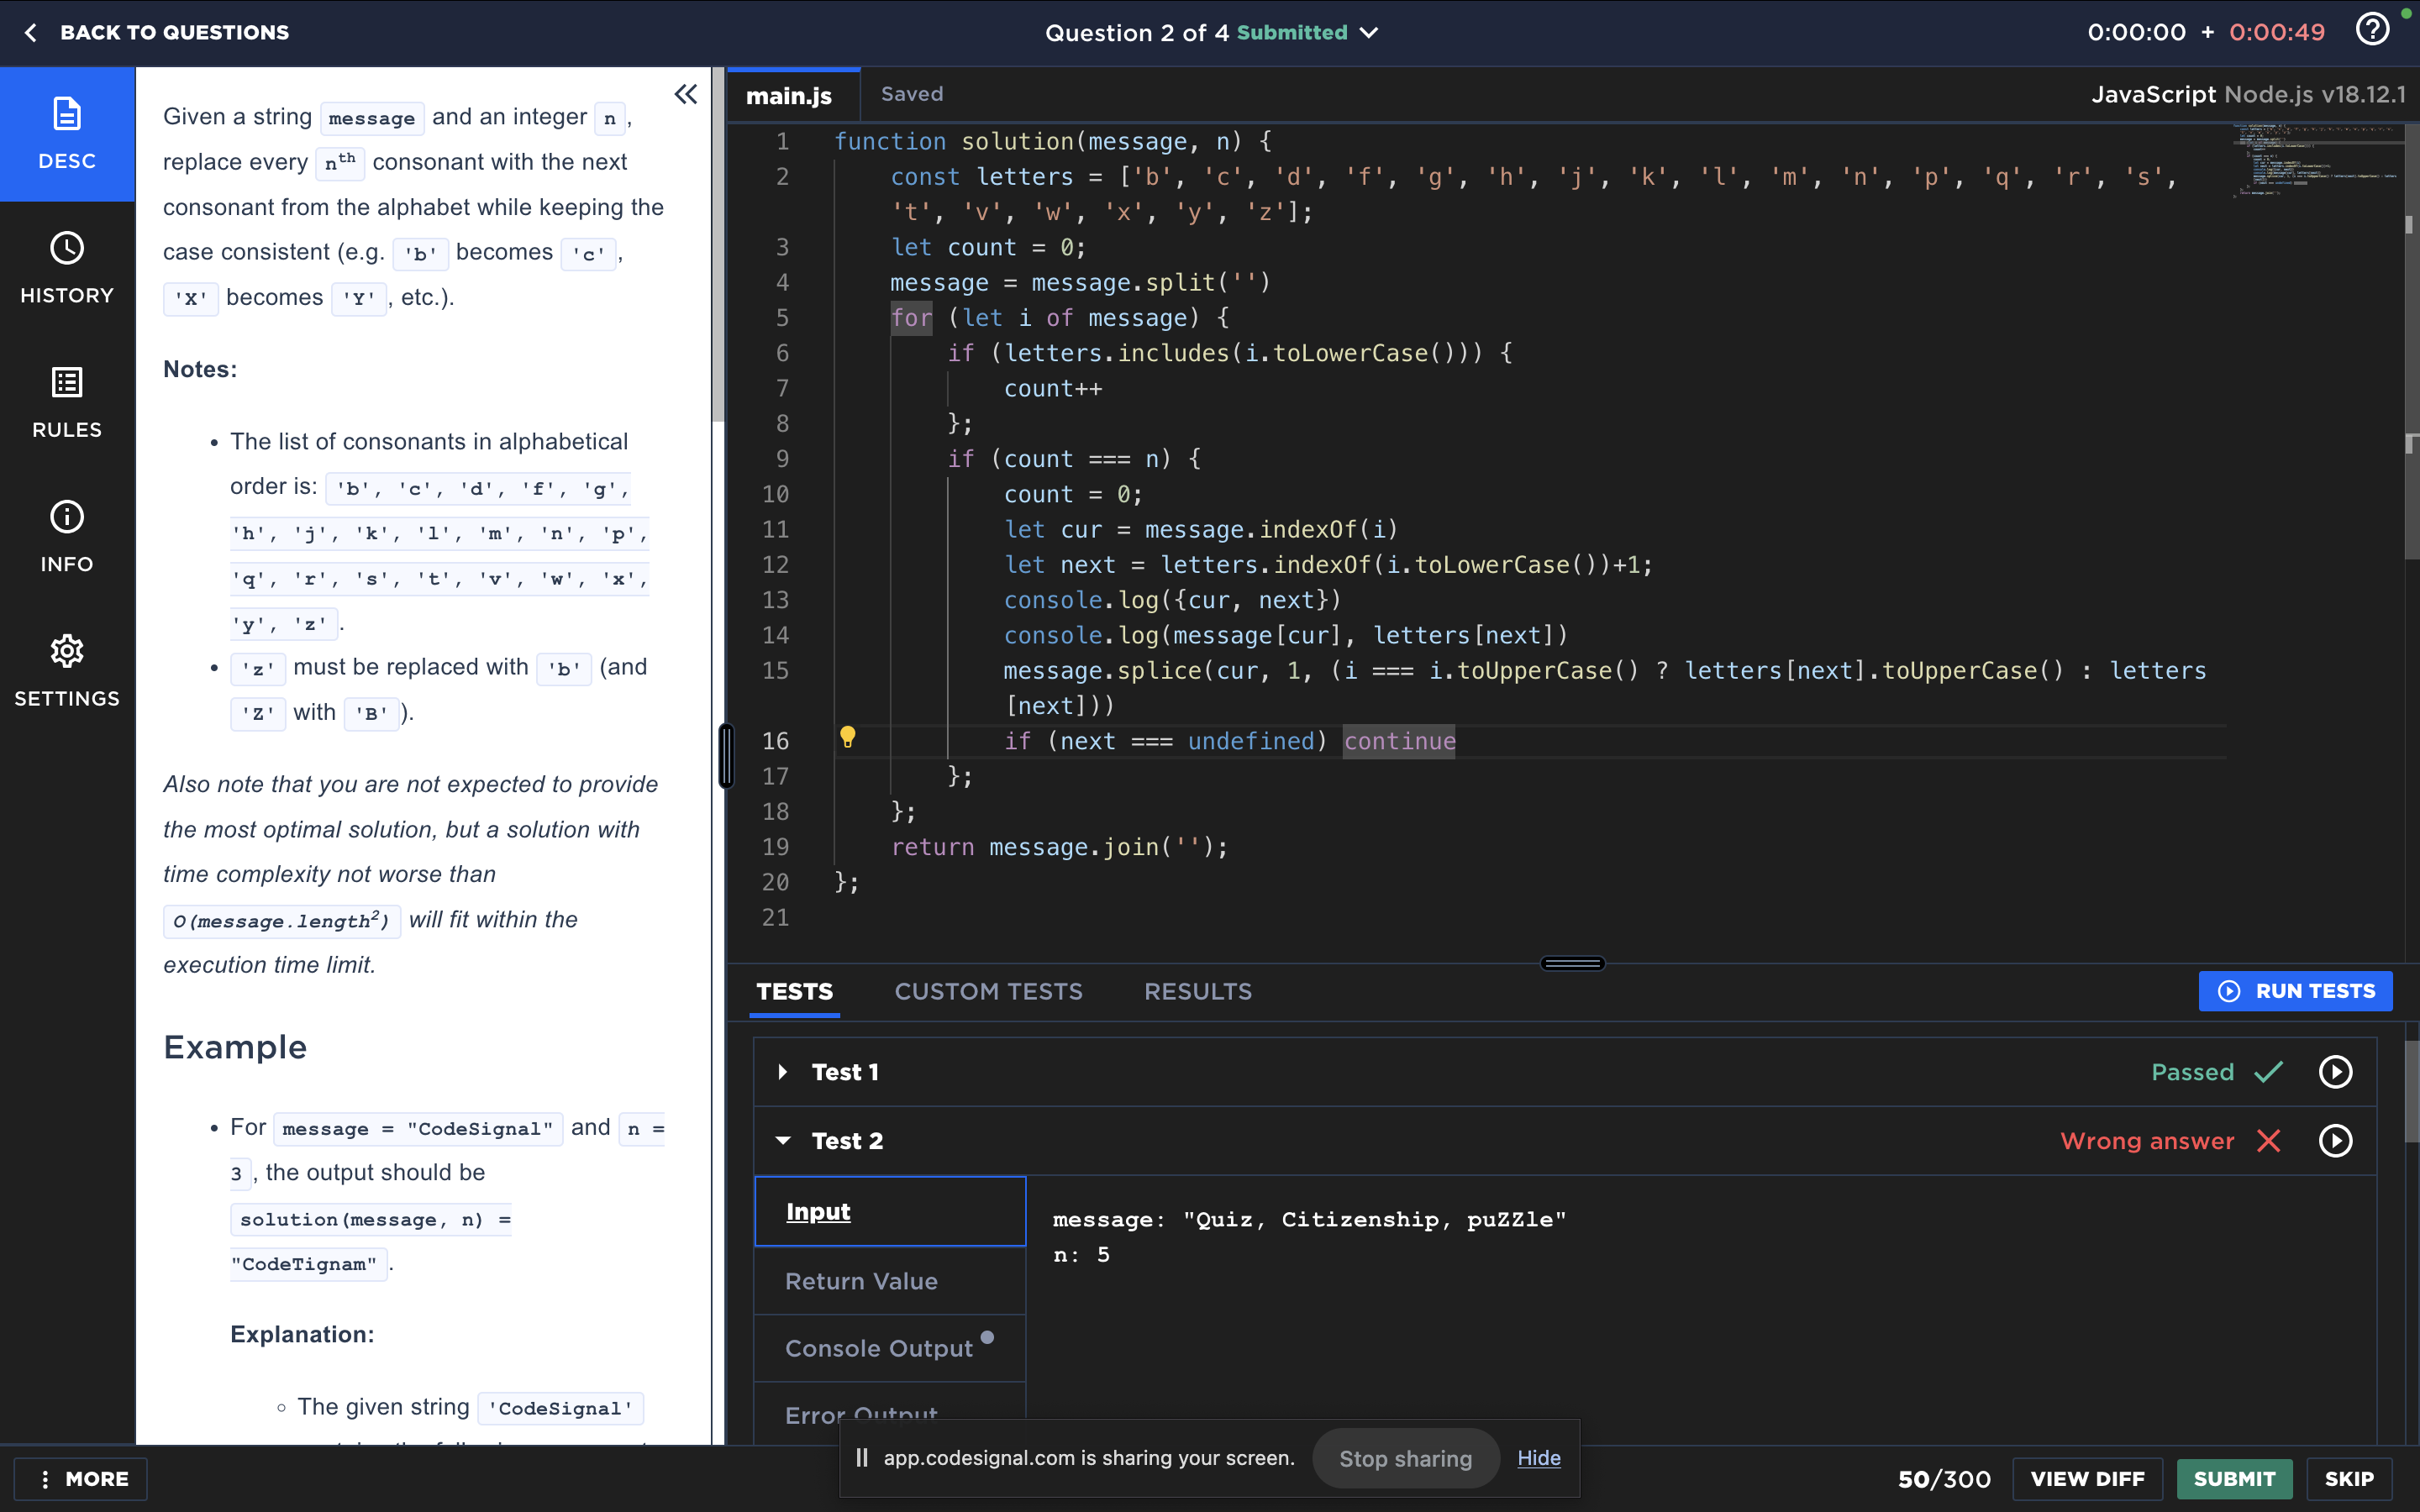 BACK TO QUESTIONS
Question 2 of 4 Submitted
0:00:00 + 0:00:49
DESC
HISTORY
RULES
INFO
SETTINGS
Given a string message and an integer n,
replace every nth consonant with the next
consonant from the alphabet while keeping the
case consistent (e.g. 'b' becomes 'c',
'X' becomes 'Y', etc.).
Notes:
• The list of consonants in alphabetical
order is: 'b', 'c', 'd', 'f', 'g',
'h', 'j', 'k', 'l', 'm', 'n', 'p',
'q', 'r', 's', 't', 'v', 'w', 'x',
'y', 'z'.
• 'z' must be replaced with 'b' (and
'Z' with 'B').
Also note that you are not expected to provide
the most optimal solution, but a solution with
time complexity not worse than
O(message.length2) will fit within the
execution time limit.
Example
• For message = "CodeSignal" and n =
3, the output should be
solution(message, n) =
"CodeTignam".
Explanation:
◦ The given string 'CodeSignal'
main.js
Saved
JavaScript Node.js v18.12.1
1 function solution(message, n) {
2 const letters = ['b', 'c', 'd', 'f', 'g', 'h', 'j', 'k', 'l', 'm', 'n', 'p', 'q', 'r', 's',
't', 'v', 'w', 'x', 'y', 'z'];
3 let count = 0;
4 message = message.split('')
5 for (let i of message) {
6 if (letters.includes(i.toLowerCase())) {
7 count++
8 };
9 if (count === n) {
10 count = 0;
11 let cur = message.indexOf(i)
12 let next = letters.indexOf(i.toLowerCase())+1;
13 console.log({cur, next})
14 console.log(message[cur], letters[next])
15 message.splice(cur, 1, (i === i.toUpperCase() ? letters[next].toUpperCase() : letters
[next]))
16 if (next === undefined) continue
17 };
18 };
19 return message.join('');
20 };
21
TESTS
CUSTOM TESTS
RESULTS
RUN TESTS
Test 1
Passed
Test 2
Wrong answer
Input
Return Value
Console Output
Error Output
message: "Quiz, Citizenship, puZZle"
n: 5
app.codesignal.com is sharing your screen.
Stop sharing
Hide
MORE
50/300
VIEW DIFF
SUBMIT
SKIP